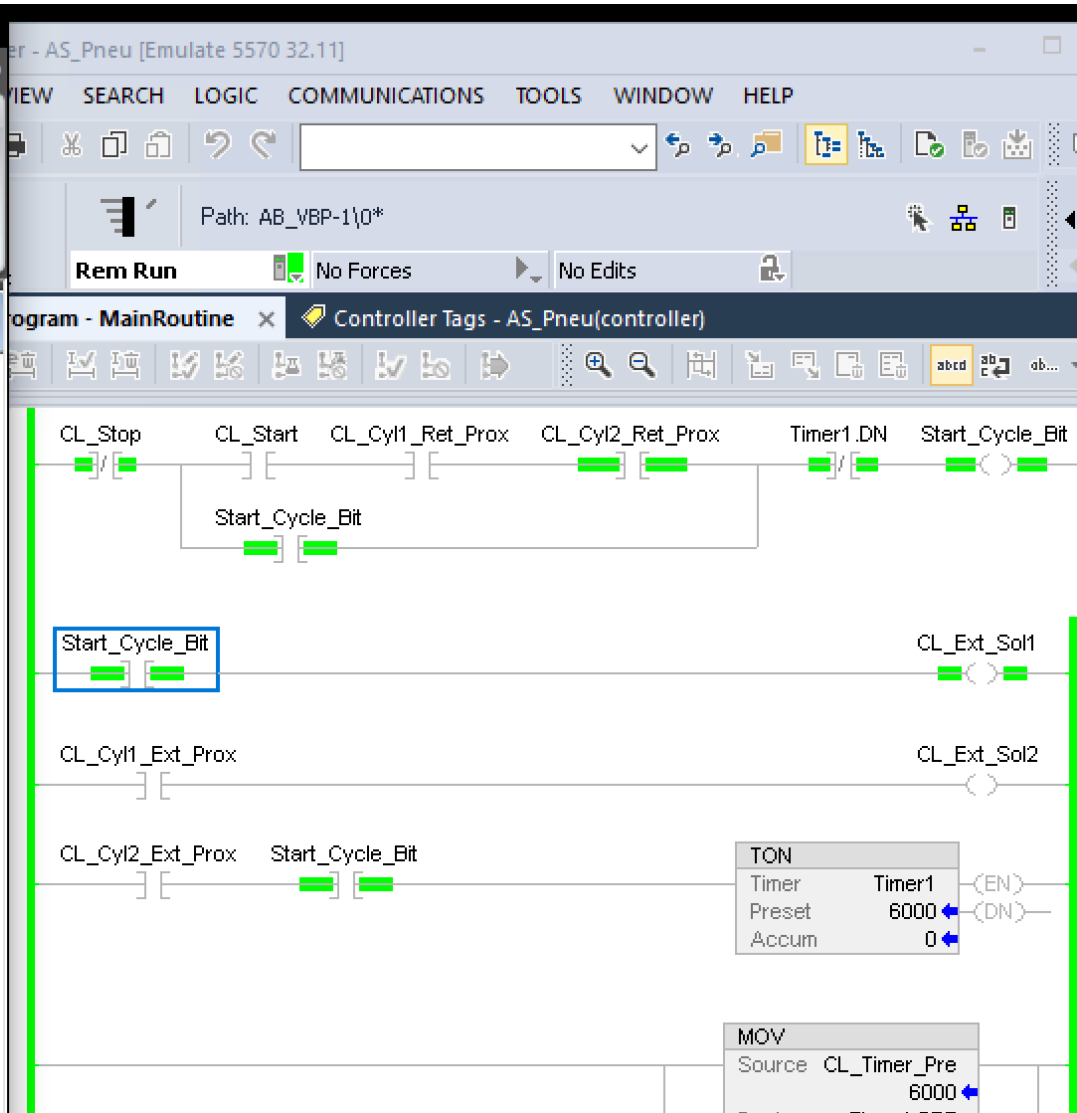 er - AS_Pneu [Emulate 5570 32.11]
VIEW SEARCH LOGIC COMMUNICATIONS TOOLS WINDOW HELP
Path: AB_VBP-1\0*
Rem Run No Forces No Edits
rogram - MainRoutine Controller Tags - AS_Pneu(controller)
abcd ab c ab...
CL_Stop CL_Start CL_Cyl1_Ret_Prox CL_Cyl2_Ret_Prox Timer1.DN Start_Cycle_Bit
Start_Cycle_Bit
Start_Cycle_Bit CL_Ext_Sol1
CL_Cyl1_Ext_Prox CL_Ext_Sol2
CL_Cyl2_Ext_Prox Start_Cycle_Bit
TON
Timer Timer1 (EN)
Preset 6000 (DN)
Accum 0
MOV
Source CL_Timer_Pre
6000